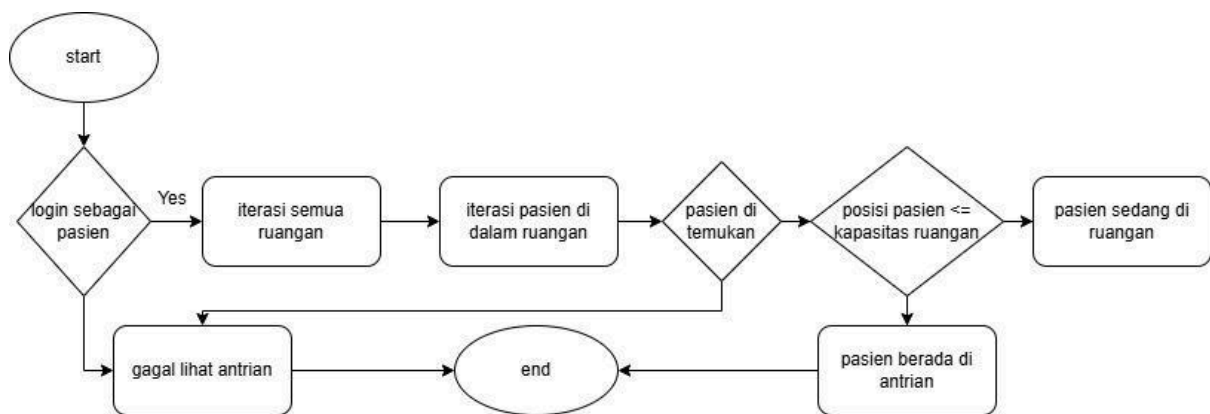 start
login sebagai
pasien
Yes
iterasi semua
ruangan
iterasi pasien di
dalam ruangan
pasien di
temukan
posisi pasien <=
kapasitas ruangan
pasien sedang di
ruangan
gagal lihat antrian
end
pasien berada di
antrian